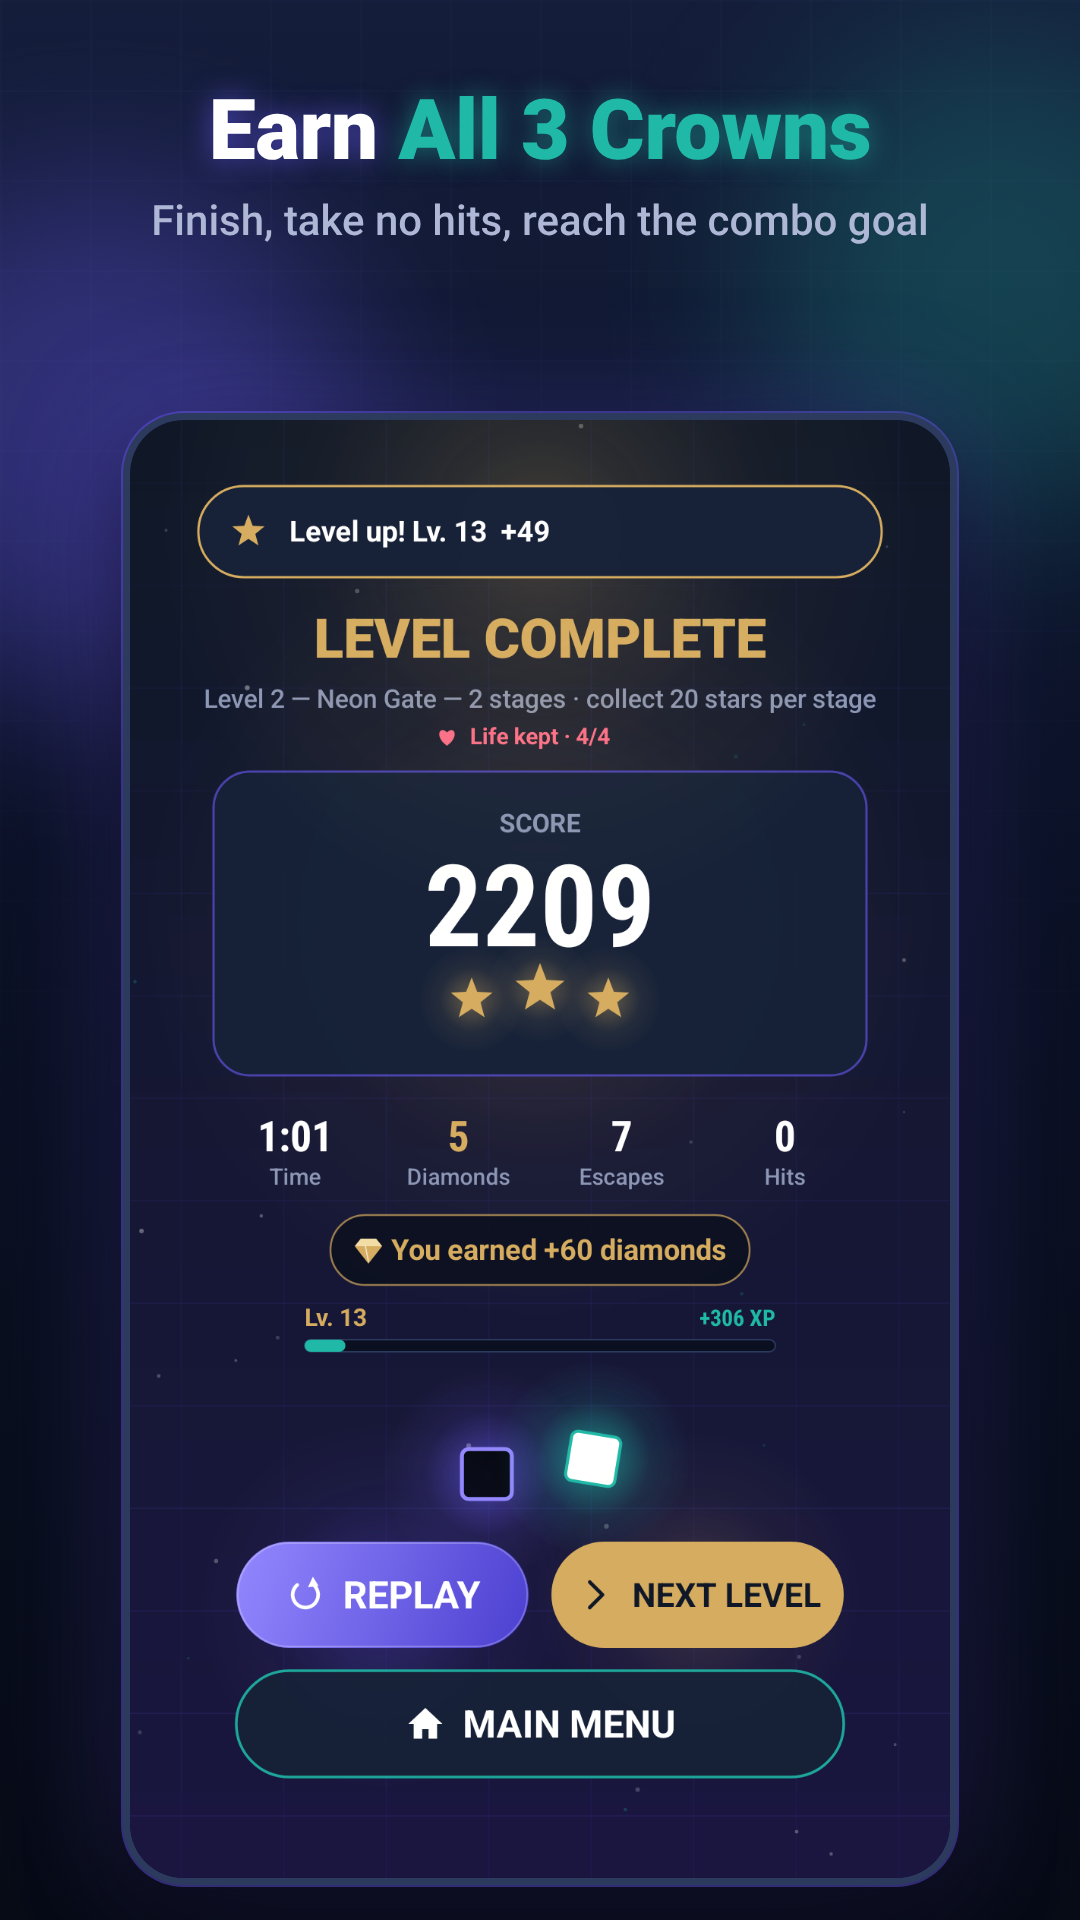 Earn All 3 Crowns
Finish, take no hits, reach the combo goal
Level up! Lv. 13 +49
LEVEL COMPLETE
Level 2 — Neon Gate — 2 stages · collect 20 stars per stage
Life kept · 4/4
SCORE
2209
1:01 5 7 0
Time Diamonds Escapes Hits
You earned +60 diamonds
Lv. 13 +306 XP
REPLAY NEXT LEVEL
MAIN MENU